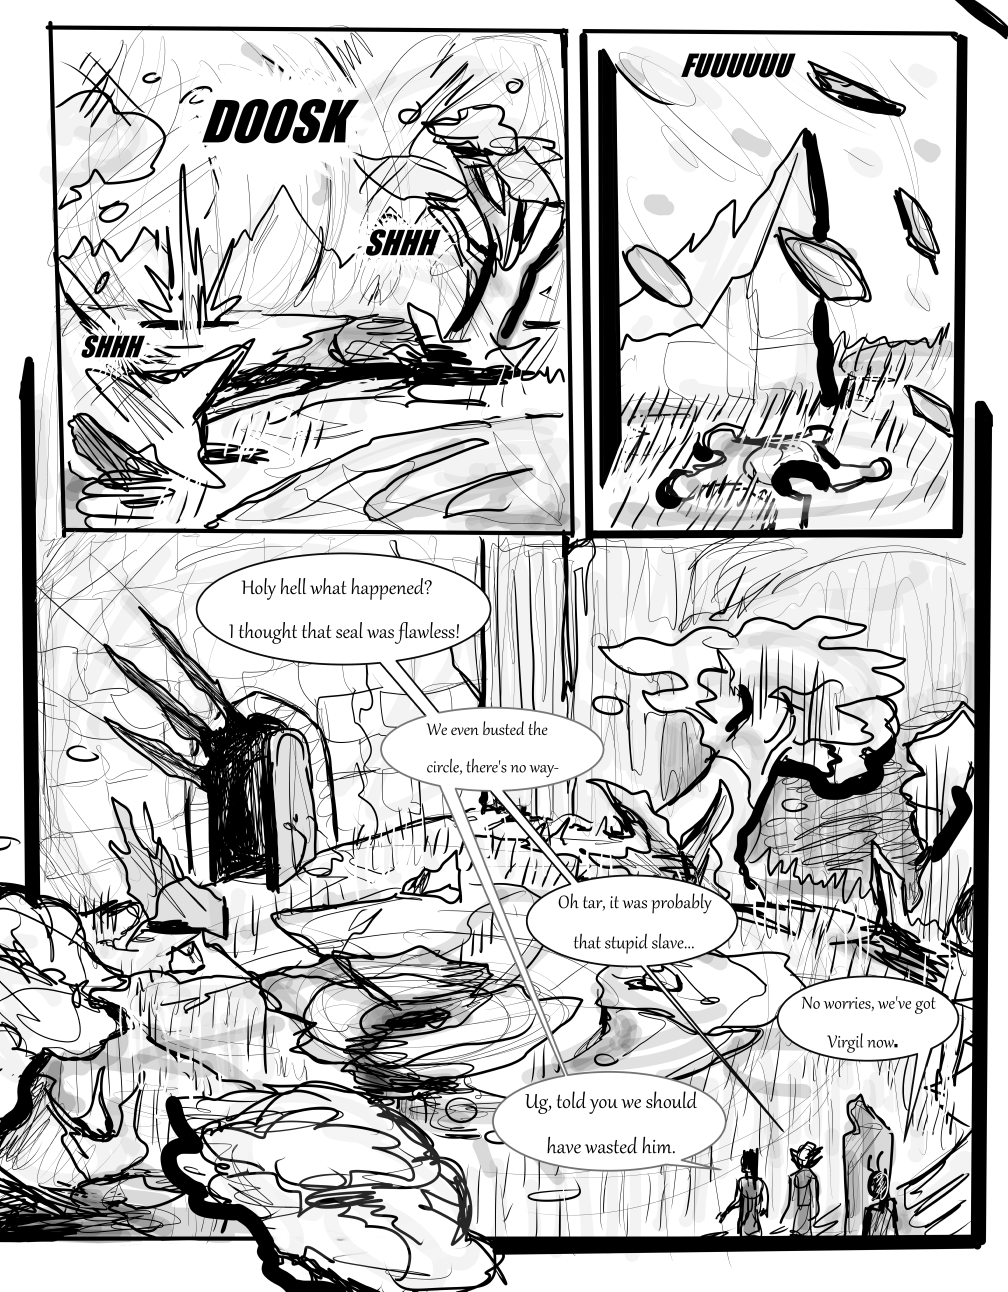 DOOSK
SHHH
SHHH
FUUUUUU
Holy hell what happened?
I thought that seal was flawless!
We even busted the
circle, there's no way-
Oh tar, it was probably
that stupid slave...
No worries, we've got
Virgil now.
Ug, told you we should
have wasted him.